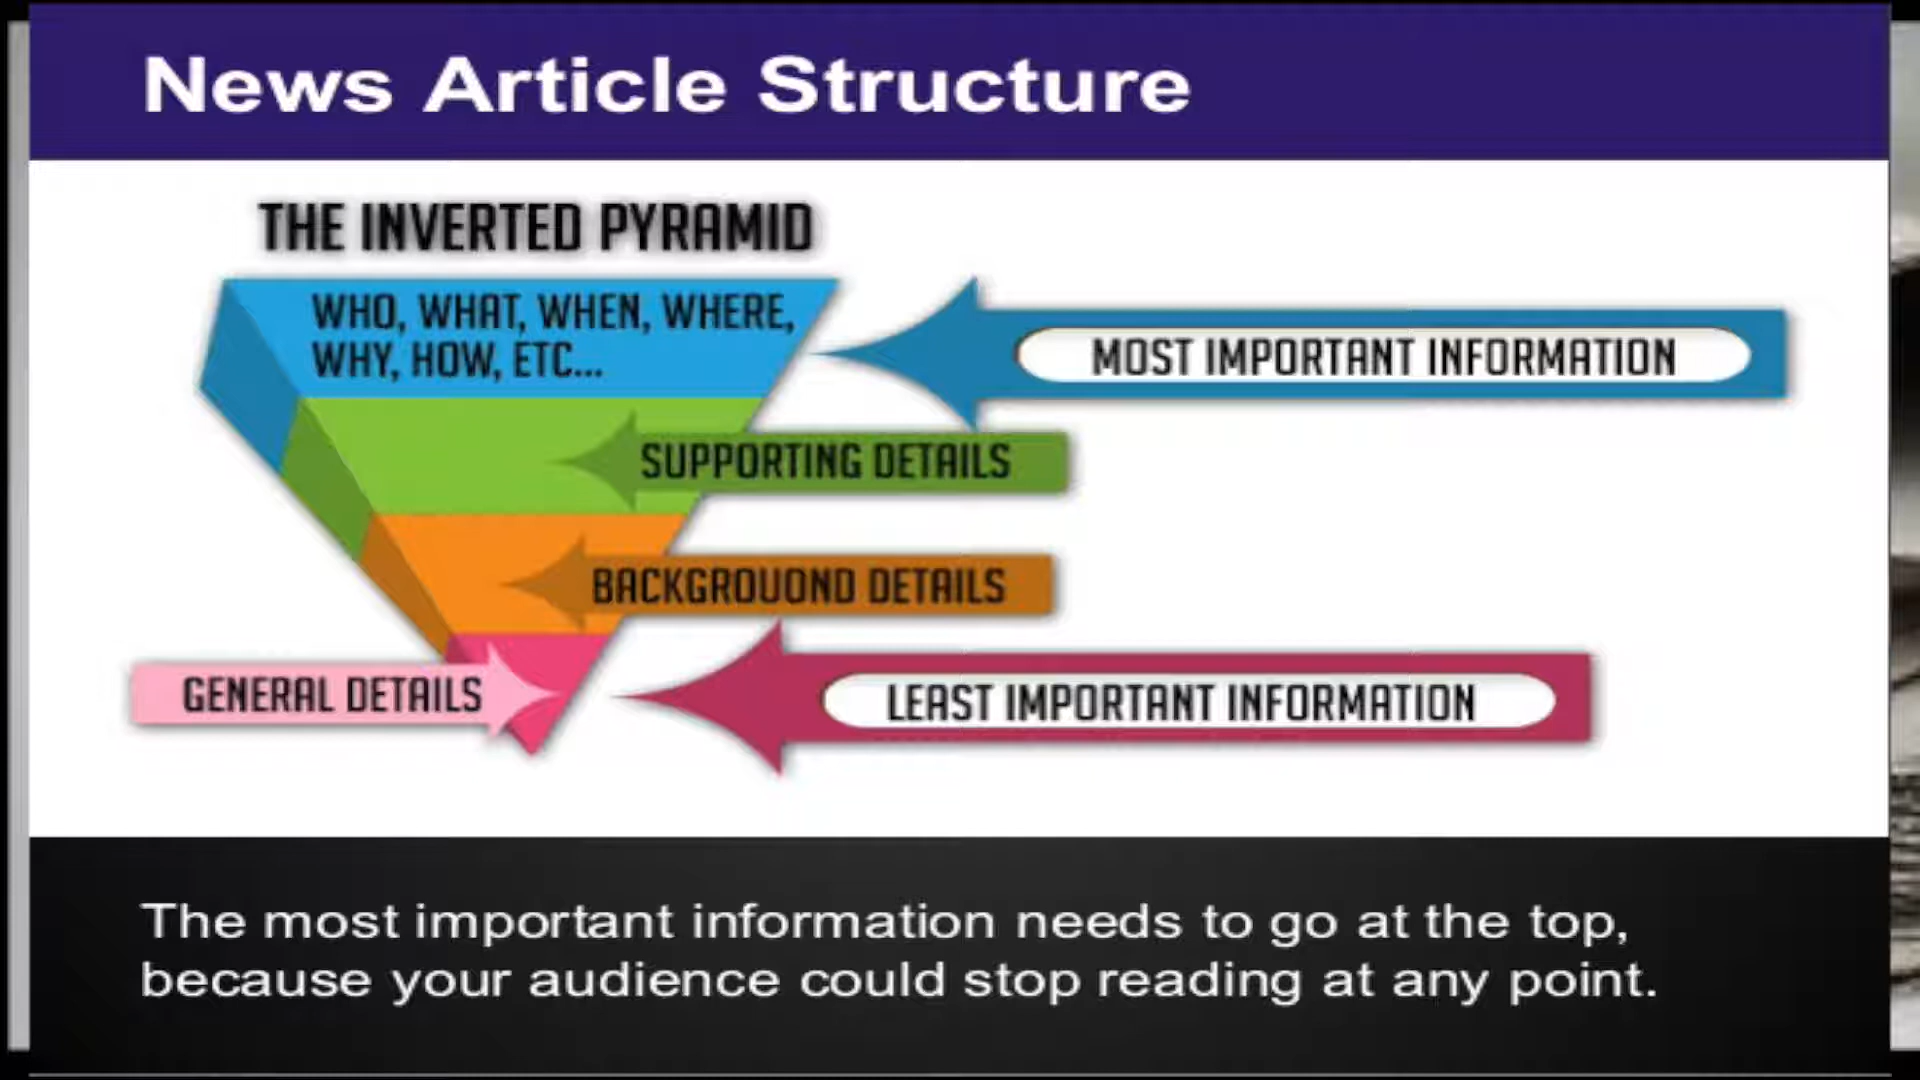 News Article Structure
THE INVERTED PYRAMID
WHO, WHAT, WHEN, WHERE,
WHY, HOW, ETC...
MOST IMPORTANT INFORMATION
SUPPORTING DETAILS
BACKGROUOND DETAILS
GENERAL DETAILS
LEAST IMPORTANT INFORMATION
The most important information needs to go at the top,
because your audience could stop reading at any point.